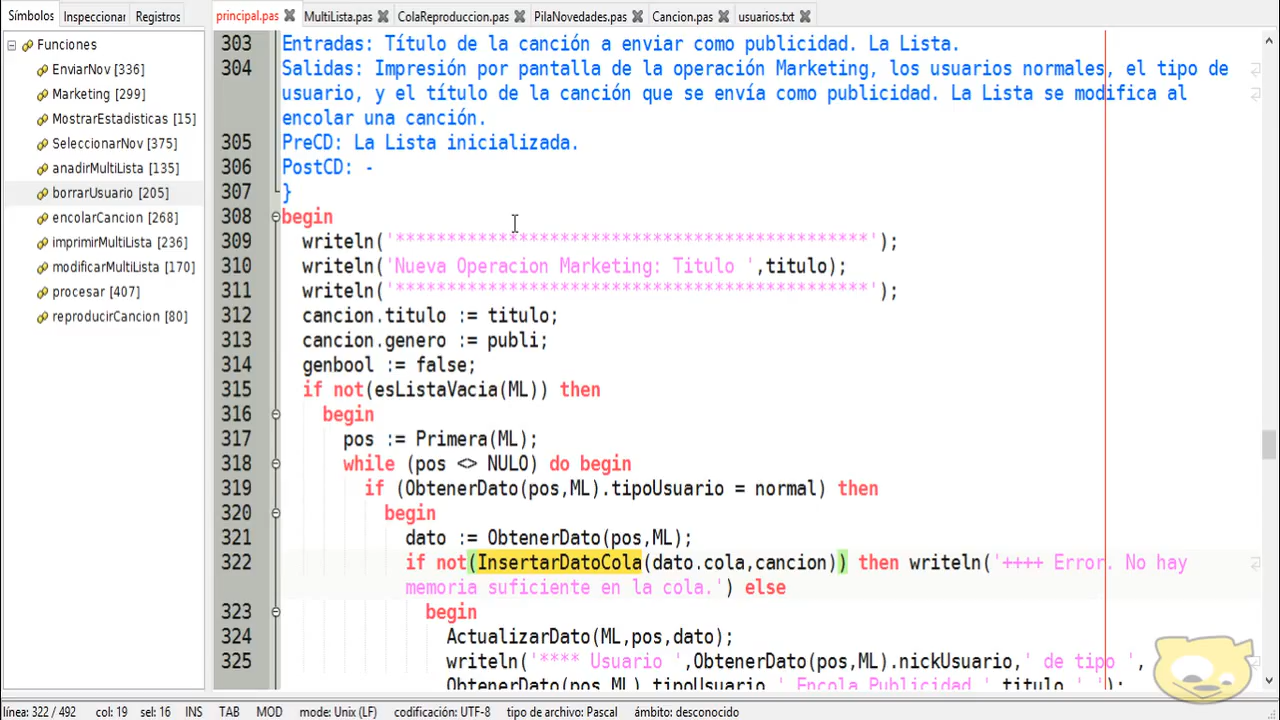 Símbolos Inspeccionar Registros
principal.pas MultiLista.pas ColaReproduccion.pas PilaNovedades.pas Cancion.pas usuarios.txt
Funciones
EnviarNov [336]
Marketing [299]
MostrarEstadisticas [15]
SeleccionarNov [375]
anadirMultiLista [135]
borrarUsuario [205]
encolarCancion [268]
imprimirMultiLista [236]
modificarMultiLista [170]
procesar [407]
reproducirCancion [80]
303 Entradas: Título de la canción a enviar como publicidad. La Lista.
304 Salidas: Impresión por pantalla de la operación Marketing, los usuarios normales, el tipo de
usuario, y el título de la canción que se envía como publicidad. La Lista se modifica al
encolar una canción.
305 PreCD: La Lista inicializada.
306 PostCD: -
307 }
308 begin
309 writeln('**********************************************');
310 writeln('Nueva Operacion Marketing: Titulo ',titulo);
311 writeln('**********************************************');
312 cancion.titulo := titulo;
313 cancion.genero := publi;
314 genbool := false;
315 if not(esListaVacia(ML)) then
316 begin
317 pos := Primera(ML);
318 while (pos <> NULO) do begin
319 if (ObtenerDato(pos,ML).tipoUsuario = normal) then
320 begin
321 dato := ObtenerDato(pos,ML);
322 if not(InsertarDatoCola(dato.cola,cancion)) then writeln('++++ Error. No hay
memoria suficiente en la cola.') else
323 begin
324 ActualizarDato(ML,pos,dato);
325 writeln('**** Usuario ',ObtenerDato(pos,ML).nickUsuario,' de tipo ',
ObtenerDato(pos,ML).tipoUsuario,' Encola Publicidad ',titulo,'.');
línea: 322 / 492 col: 19 sel: 16 INS TAB MOD mode: Unix (LF) codificación: UTF-8 tipo de archivo: Pascal ámbito: desconocido